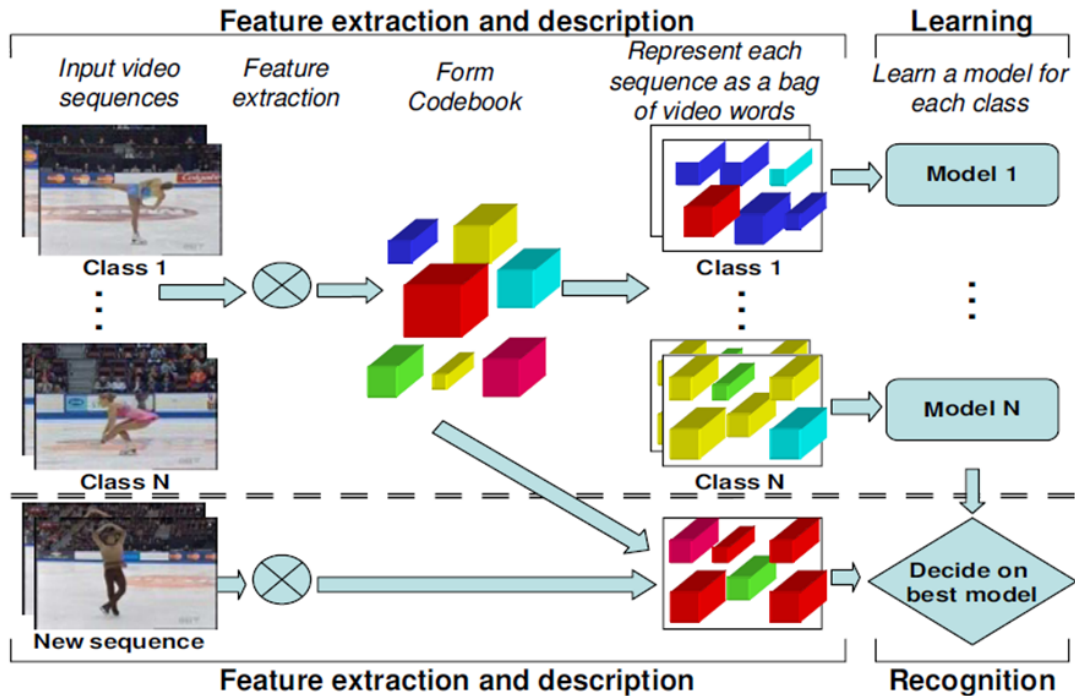 Feature extraction and description
Learning
Input video
sequences
Feature
extraction
Form
Codebook
Represent each
sequence as a bag
of video words
Learn a model for
each class
Class 1
Class 1
Model 1
Class N
Class N
Model N
New sequence
Decide on
best model
Feature extraction and description
Recognition